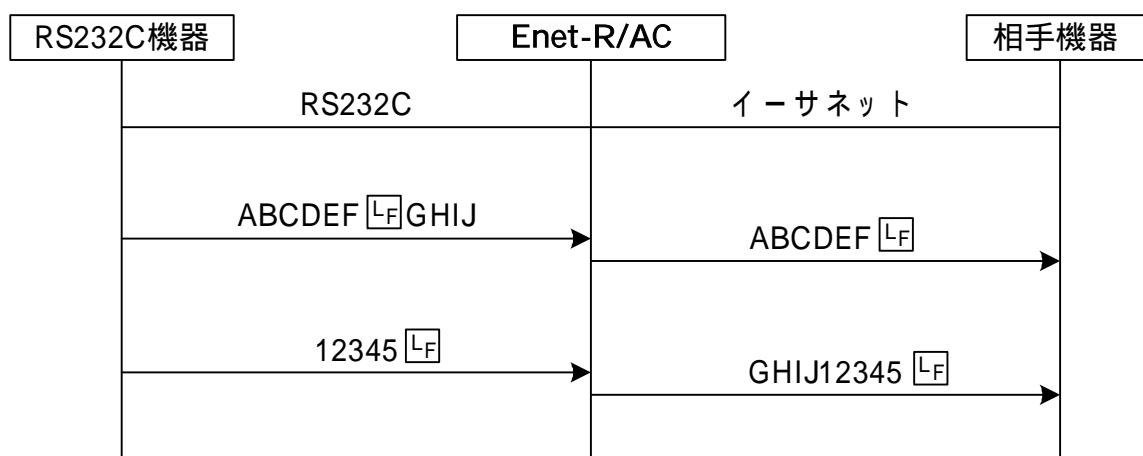 RS232C機器
Enet-R/AC
相手機器
RS232C
イーサネット
ABCDEF LF GHIJ
ABCDEF LF
12345 LF
GHIJ12345 LF